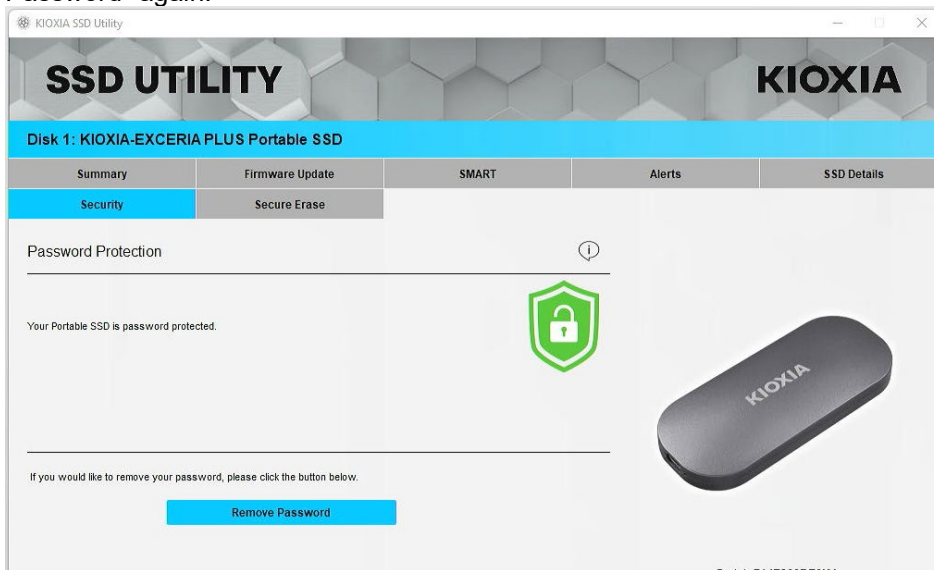 KIOXIA SSD Utility
SSD UTILITY
KIOXIA
Disk 1: KIOXIA-EXCERIA PLUS Portable SSD
Summary
Firmware Update
SMART
Alerts
SSD Details
Security
Secure Erase
Password Protection
Your Portable SSD is password protected.
KIOXIA
If you would like to remove your password, please click the button below.
Remove Password